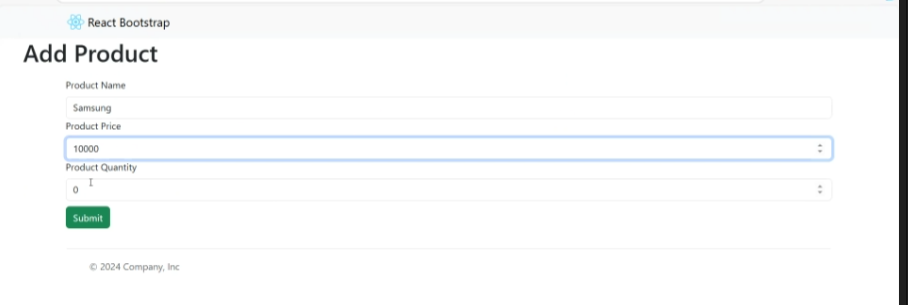 React Bootstrap
Add Product
Product Name
Samsung
Product Price
10000
Product Quantity
0
Submit
© 2024 Company, Inc